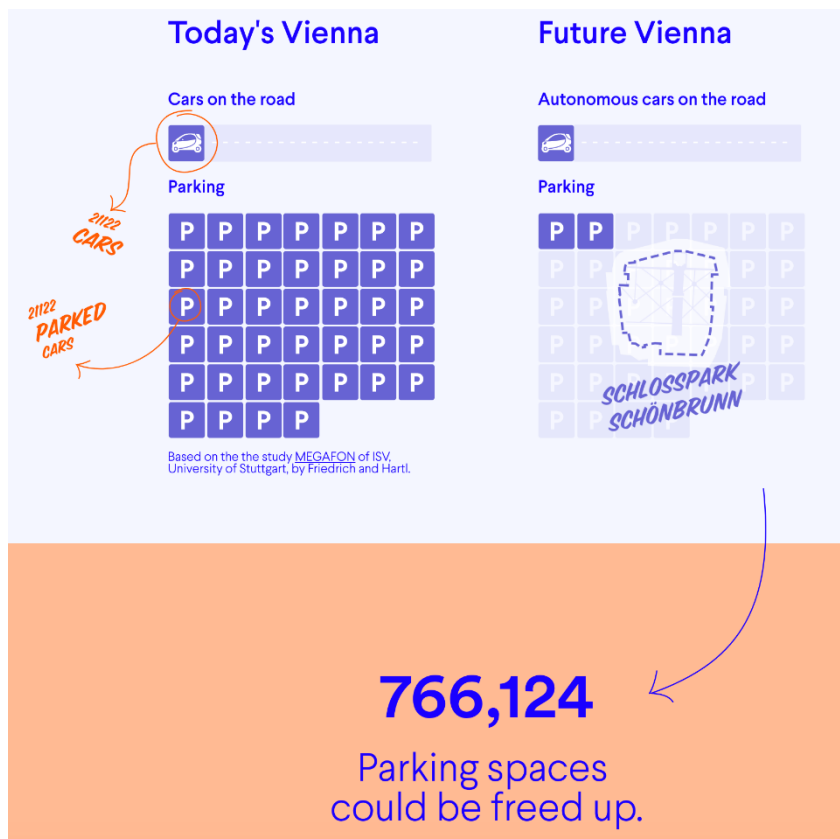 Today's Vienna
Cars on the road
21122
CARS
Parking
P P P P P P P
P P P P P P P
P P P P P P P
P P P P P P P
P P P P P P P
P P P P
21122
PARKED
CARS
Based on the the study MEGAFON of ISV,
University of Stuttgart, by Friedrich and Hartl.
Future Vienna
Autonomous cars on the road
Parking
P P P P P P P
P P P P
P P P P
P P P P
P P P P
P P
SCHLOSSPARK
SCHÖNBRUNN
766,124
Parking spaces
could be freed up.